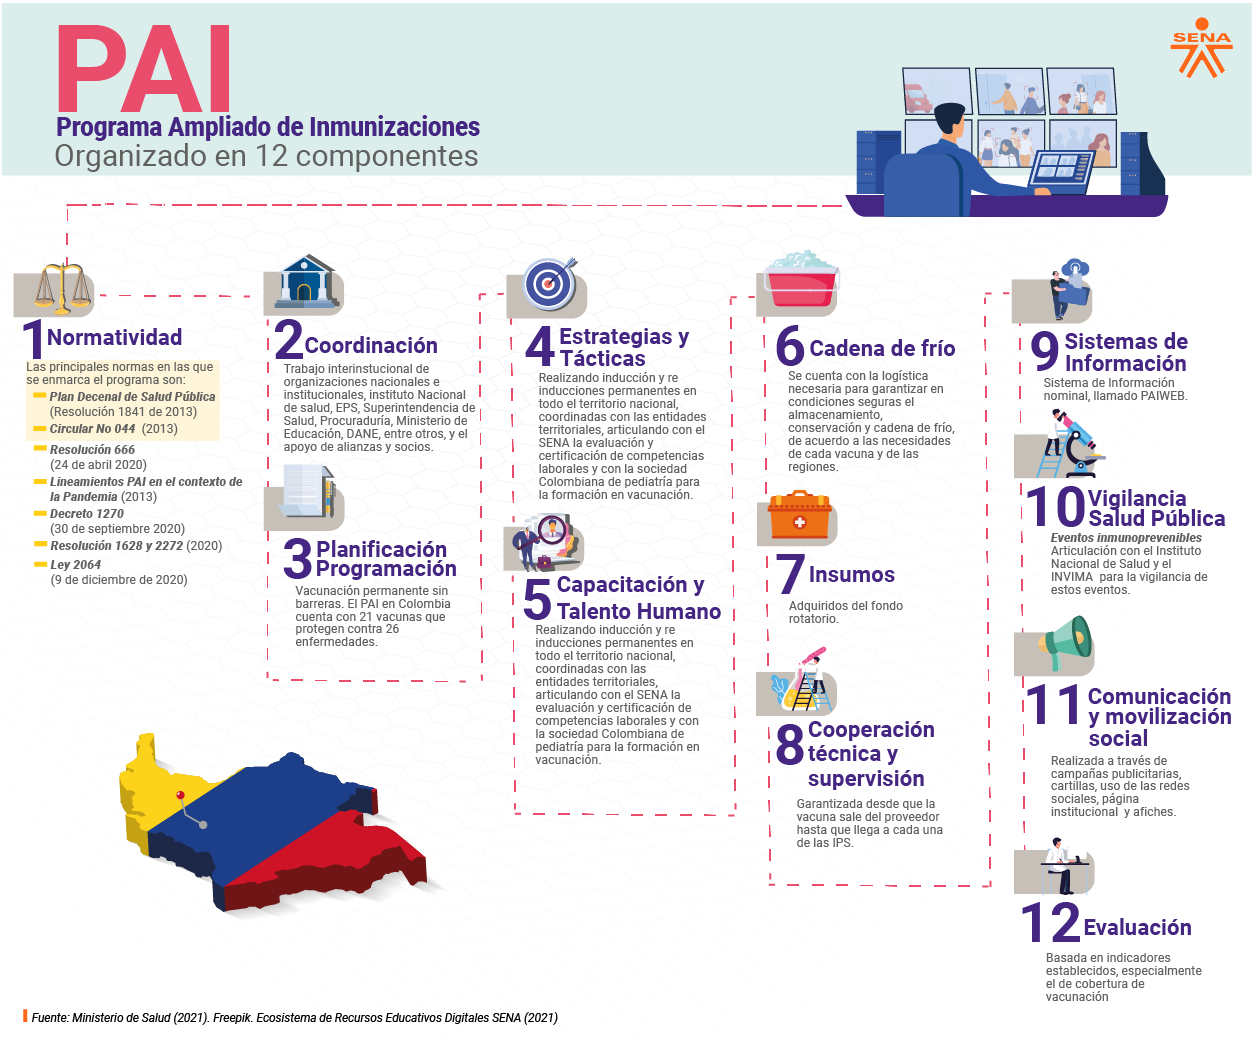 PAI
Programa Ampliado de Inmunizaciones
Organizado en 12 componentes
SENA
1 Normatividad
Las principales normas en las que
se enmarca el programa son:
Plan Decenal de Salud Pública
(Resolución 1841 de 2013)
Circular No 044 (2013)
Resolución 666
(24 de abril 2020)
Lineamientos PAI en el contexto de
la Pandemia (2013)
Decreto 1270
(30 de septiembre 2020)
Resolución 1628 y 2272 (2020)
Ley 2064
(9 de diciembre de 2020)
2 Coordinación
Trabajo interinstucional de
organizaciones nacionales e
institucionales, instituto Nacional
de salud, EPS, Superintendencia de
Salud, Procuraduría, Ministerio de
Educación, DANE, entre otros, y el
apoyo de alianzas y socios.
3 Planificación
Programación
Vacunación permanente sin
barreras. El PAI en Colombia
cuenta con 21 vacunas que
protegen contra 26
enfermedades.
4 Estrategias y
Tácticas
Realizando inducción y re
inducciones permanentes en
todo el territorio nacional,
coordinadas con las entidades
territoriales, articulando con el
SENA la evaluación y
certificación de competencias
laborales y con la sociedad
Colombiana de pediatría para
la formación en vacunación.
5 Capacitación y
Talento Humano
Realizando inducción y re
inducciones permanentes en
todo el territorio nacional,
coordinadas con las
entidades territoriales,
articulando con el SENA la
evaluación y certificación de
competencias laborales y con
la sociedad Colombiana de
pediatría para la formación en
vacunación.
6 Cadena de frío
Se cuenta con la logística
necesaria para garantizar en
condiciones seguras el
almacenamiento,
conservación y cadena de frío,
de acuerdo a las necesidades
de cada vacuna y de las
regiones.
7 Insumos
Adquiridos del fondo
rotatorio.
8 Cooperación
técnica y
supervisión
Garantizada desde que la
vacuna sale del proveedor
hasta que llega a cada una
de las IPS.
9 Sistemas de
Información
Sistema de Información
nominal, llamado PAIWEB.
10 Vigilancia
Salud Pública
Eventos inmunoprevenibles
Articulación con el Instituto
Nacional de Salud y el
INVIMA para la vigilancia de
estos eventos.
11 Comunicación
y movilización
social
Realizada a través de
campañas publicitarias,
cartillas, uso de las redes
sociales, página
institucional y afiches.
12 Evaluación
Basada en indicadores
establecidos, especialmente
el de cobertura de
vacunación
Fuente: Ministerio de Salud (2021). Freepik. Ecosistema de Recursos Educativos Digitales SENA (2021)